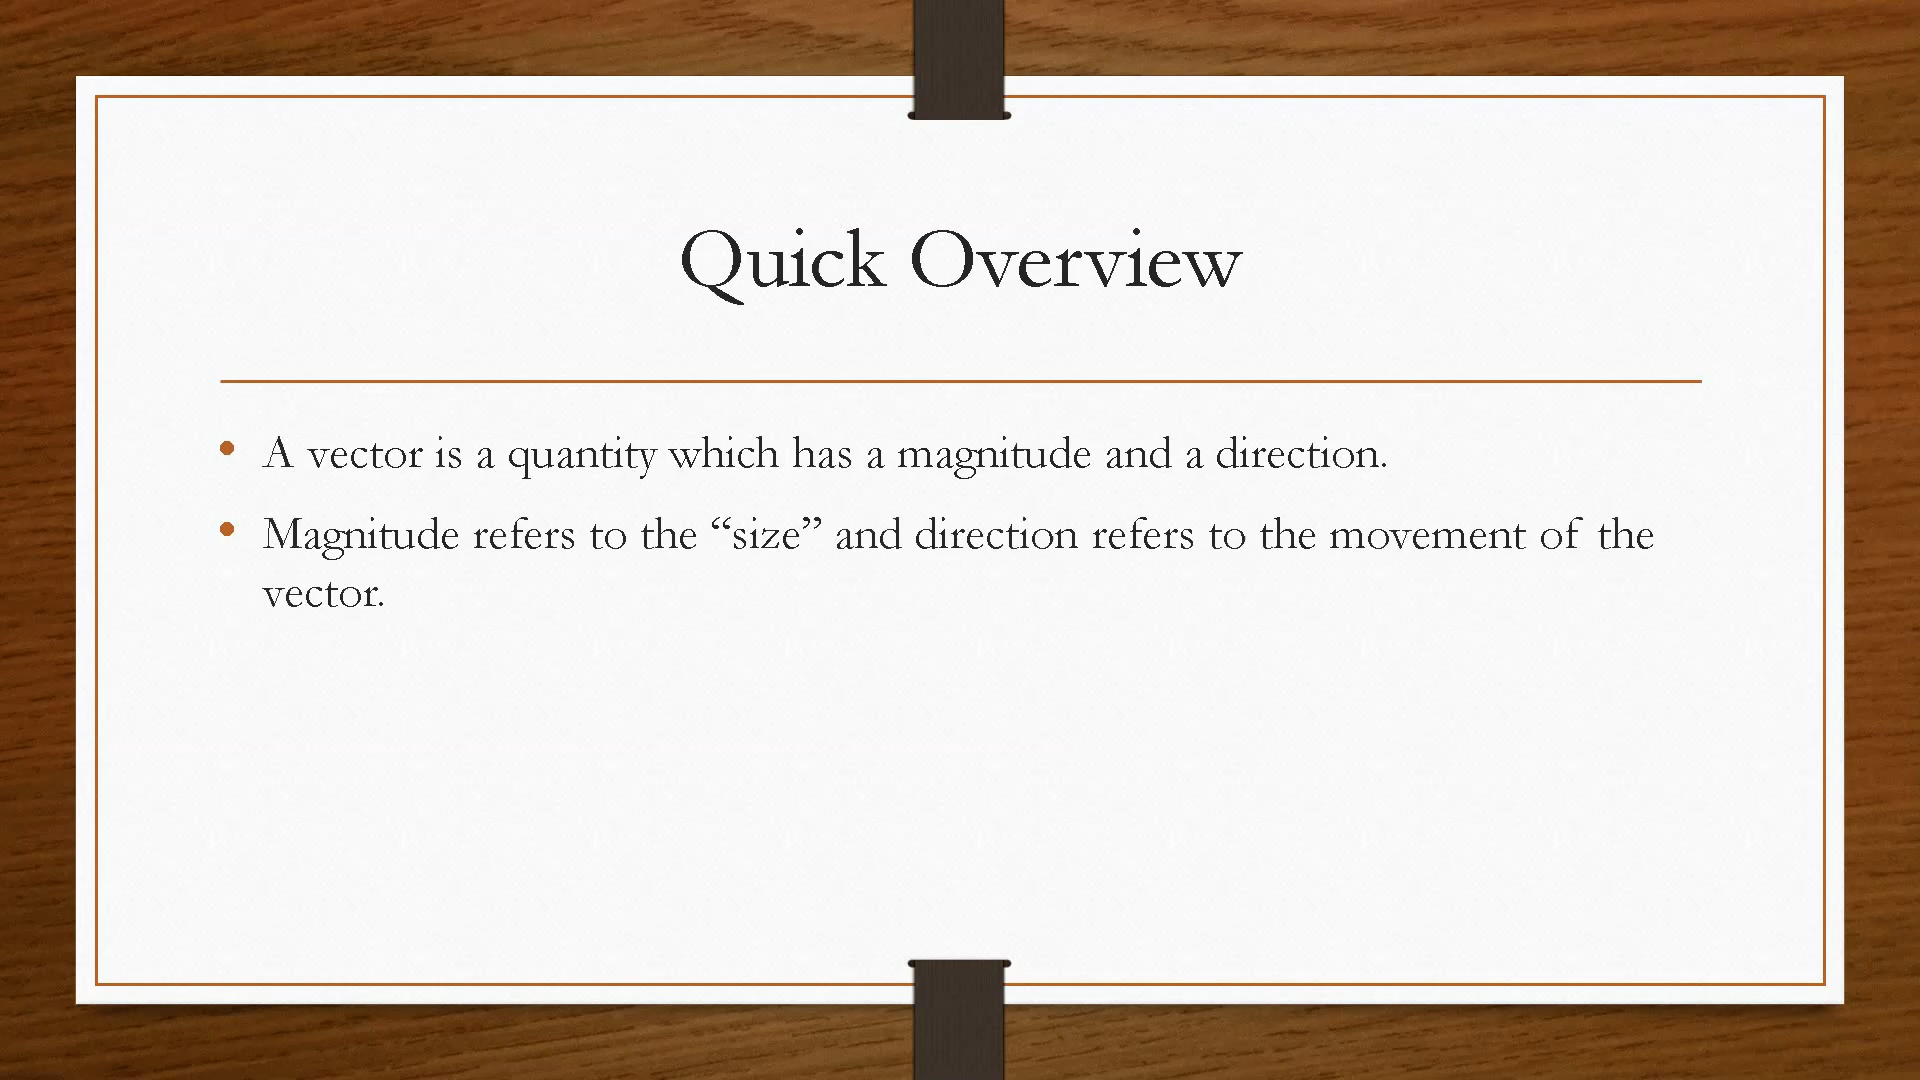 Quick Overview
• A vector is a quantity which has a magnitude and a direction.
• Magnitude refers to the “size” and direction refers to the movement of the
vector.